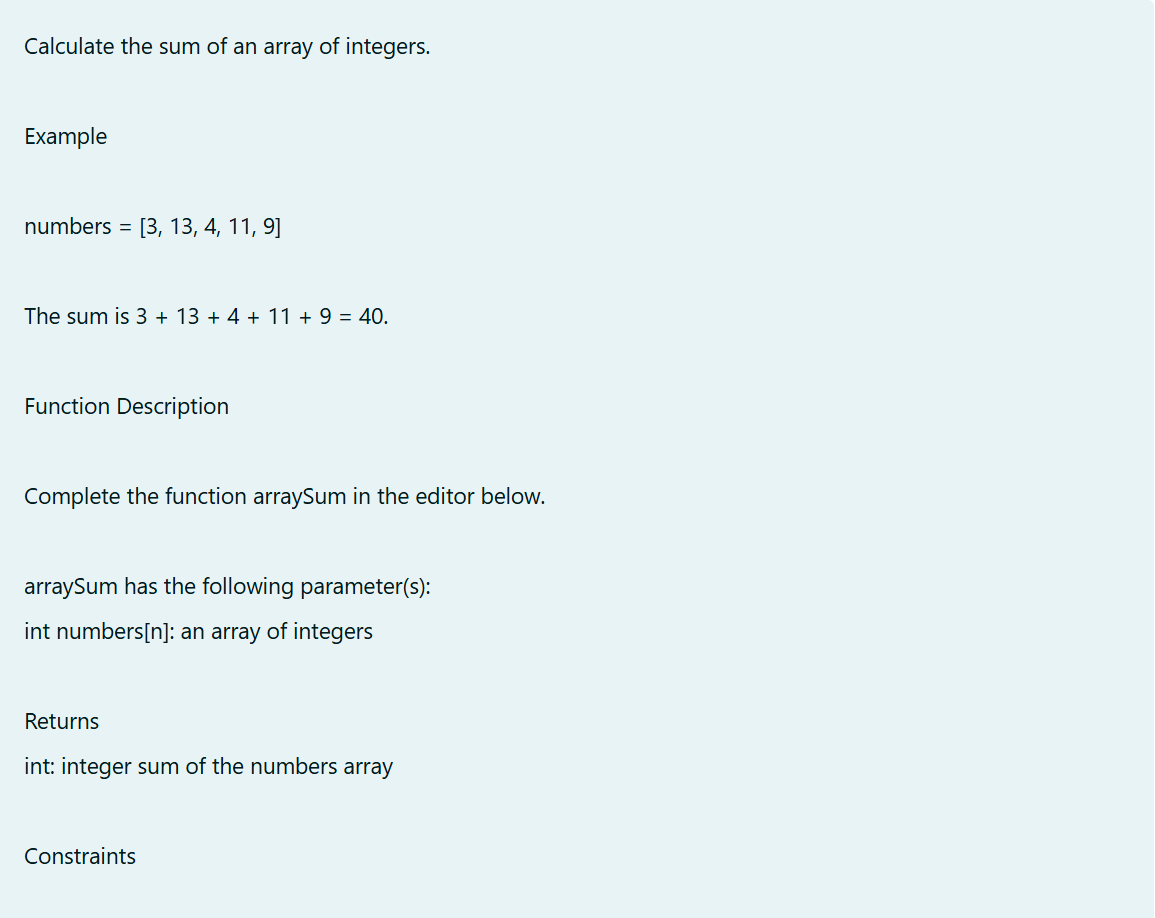 Calculate the sum of an array of integers.
Example
numbers = [3, 13, 4, 11, 9]
The sum is 3 + 13 + 4 + 11 + 9 = 40.
Function Description
Complete the function arraySum in the editor below.
arraySum has the following parameter(s):
int numbers[n]: an array of integers
Returns
int: integer sum of the numbers array
Constraints